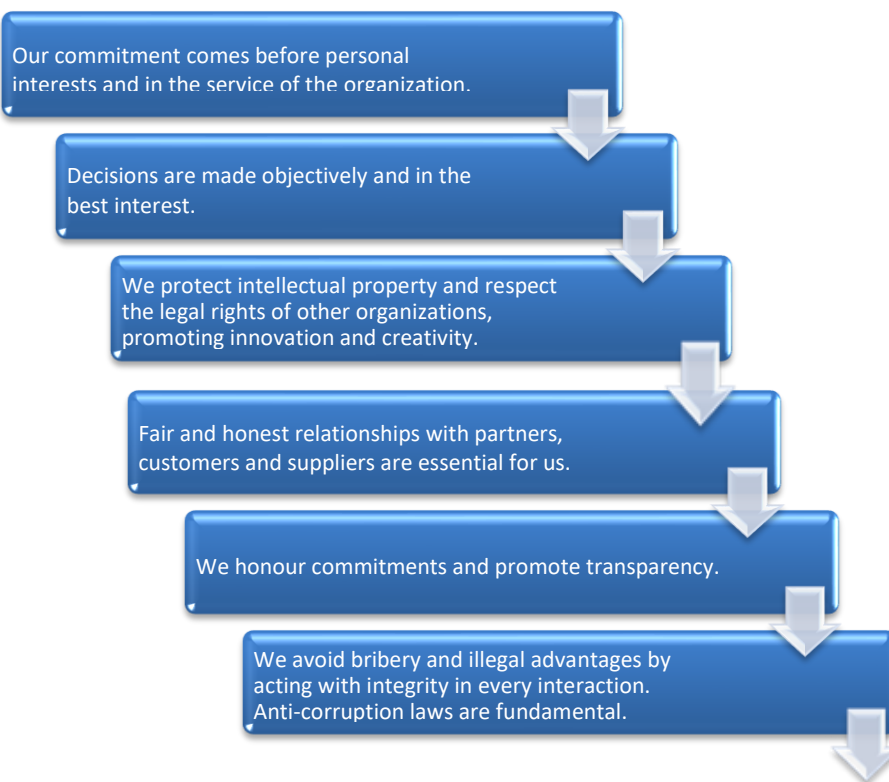 Our commitment comes before personal
interests and in the service of the organization.
Decisions are made objectively and in the
best interest.
We protect intellectual property and respect
the legal rights of other organizations,
promoting innovation and creativity.
Fair and honest relationships with partners,
customers and suppliers are essential for us.
We honour commitments and promote transparency.
We avoid bribery and illegal advantages by
acting with integrity in every interaction.
Anti-corruption laws are fundamental.